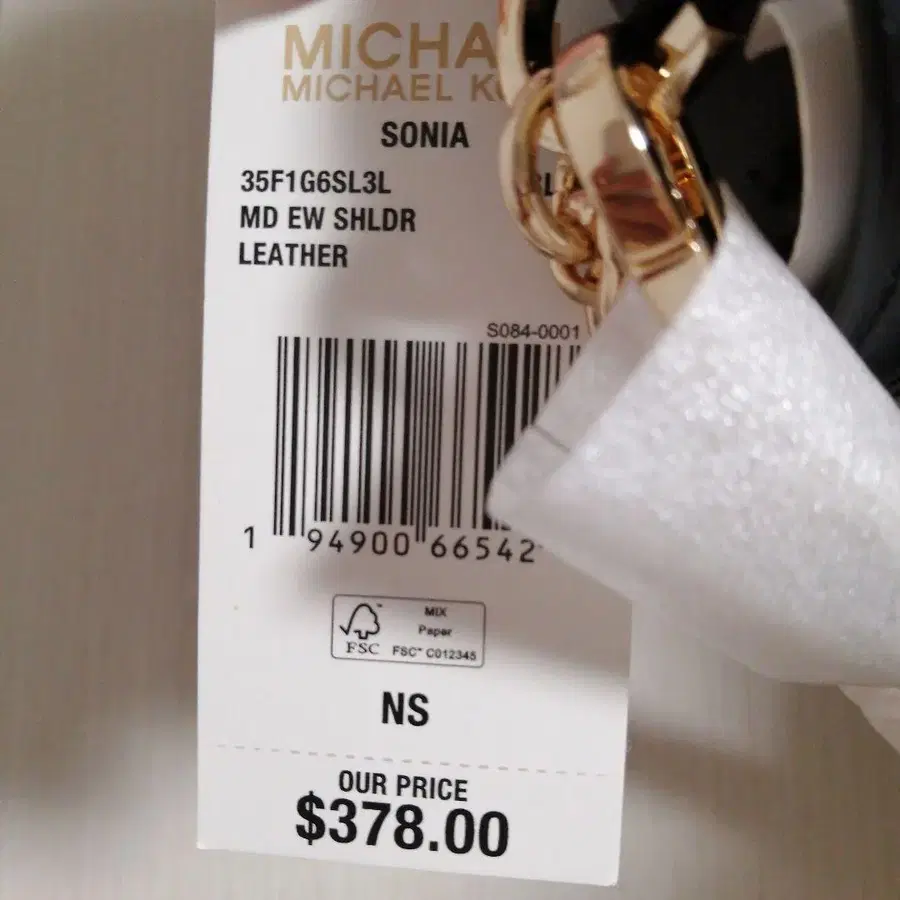 MICHA
MICHAEL K
SONIA
35F1G6SL3L
MD EW SHLDR
LEATHER
S084-0001
1 94900 66542
MIX
Paper
FSC™ C012345
FSC
NS
OUR PRICE
$378.00